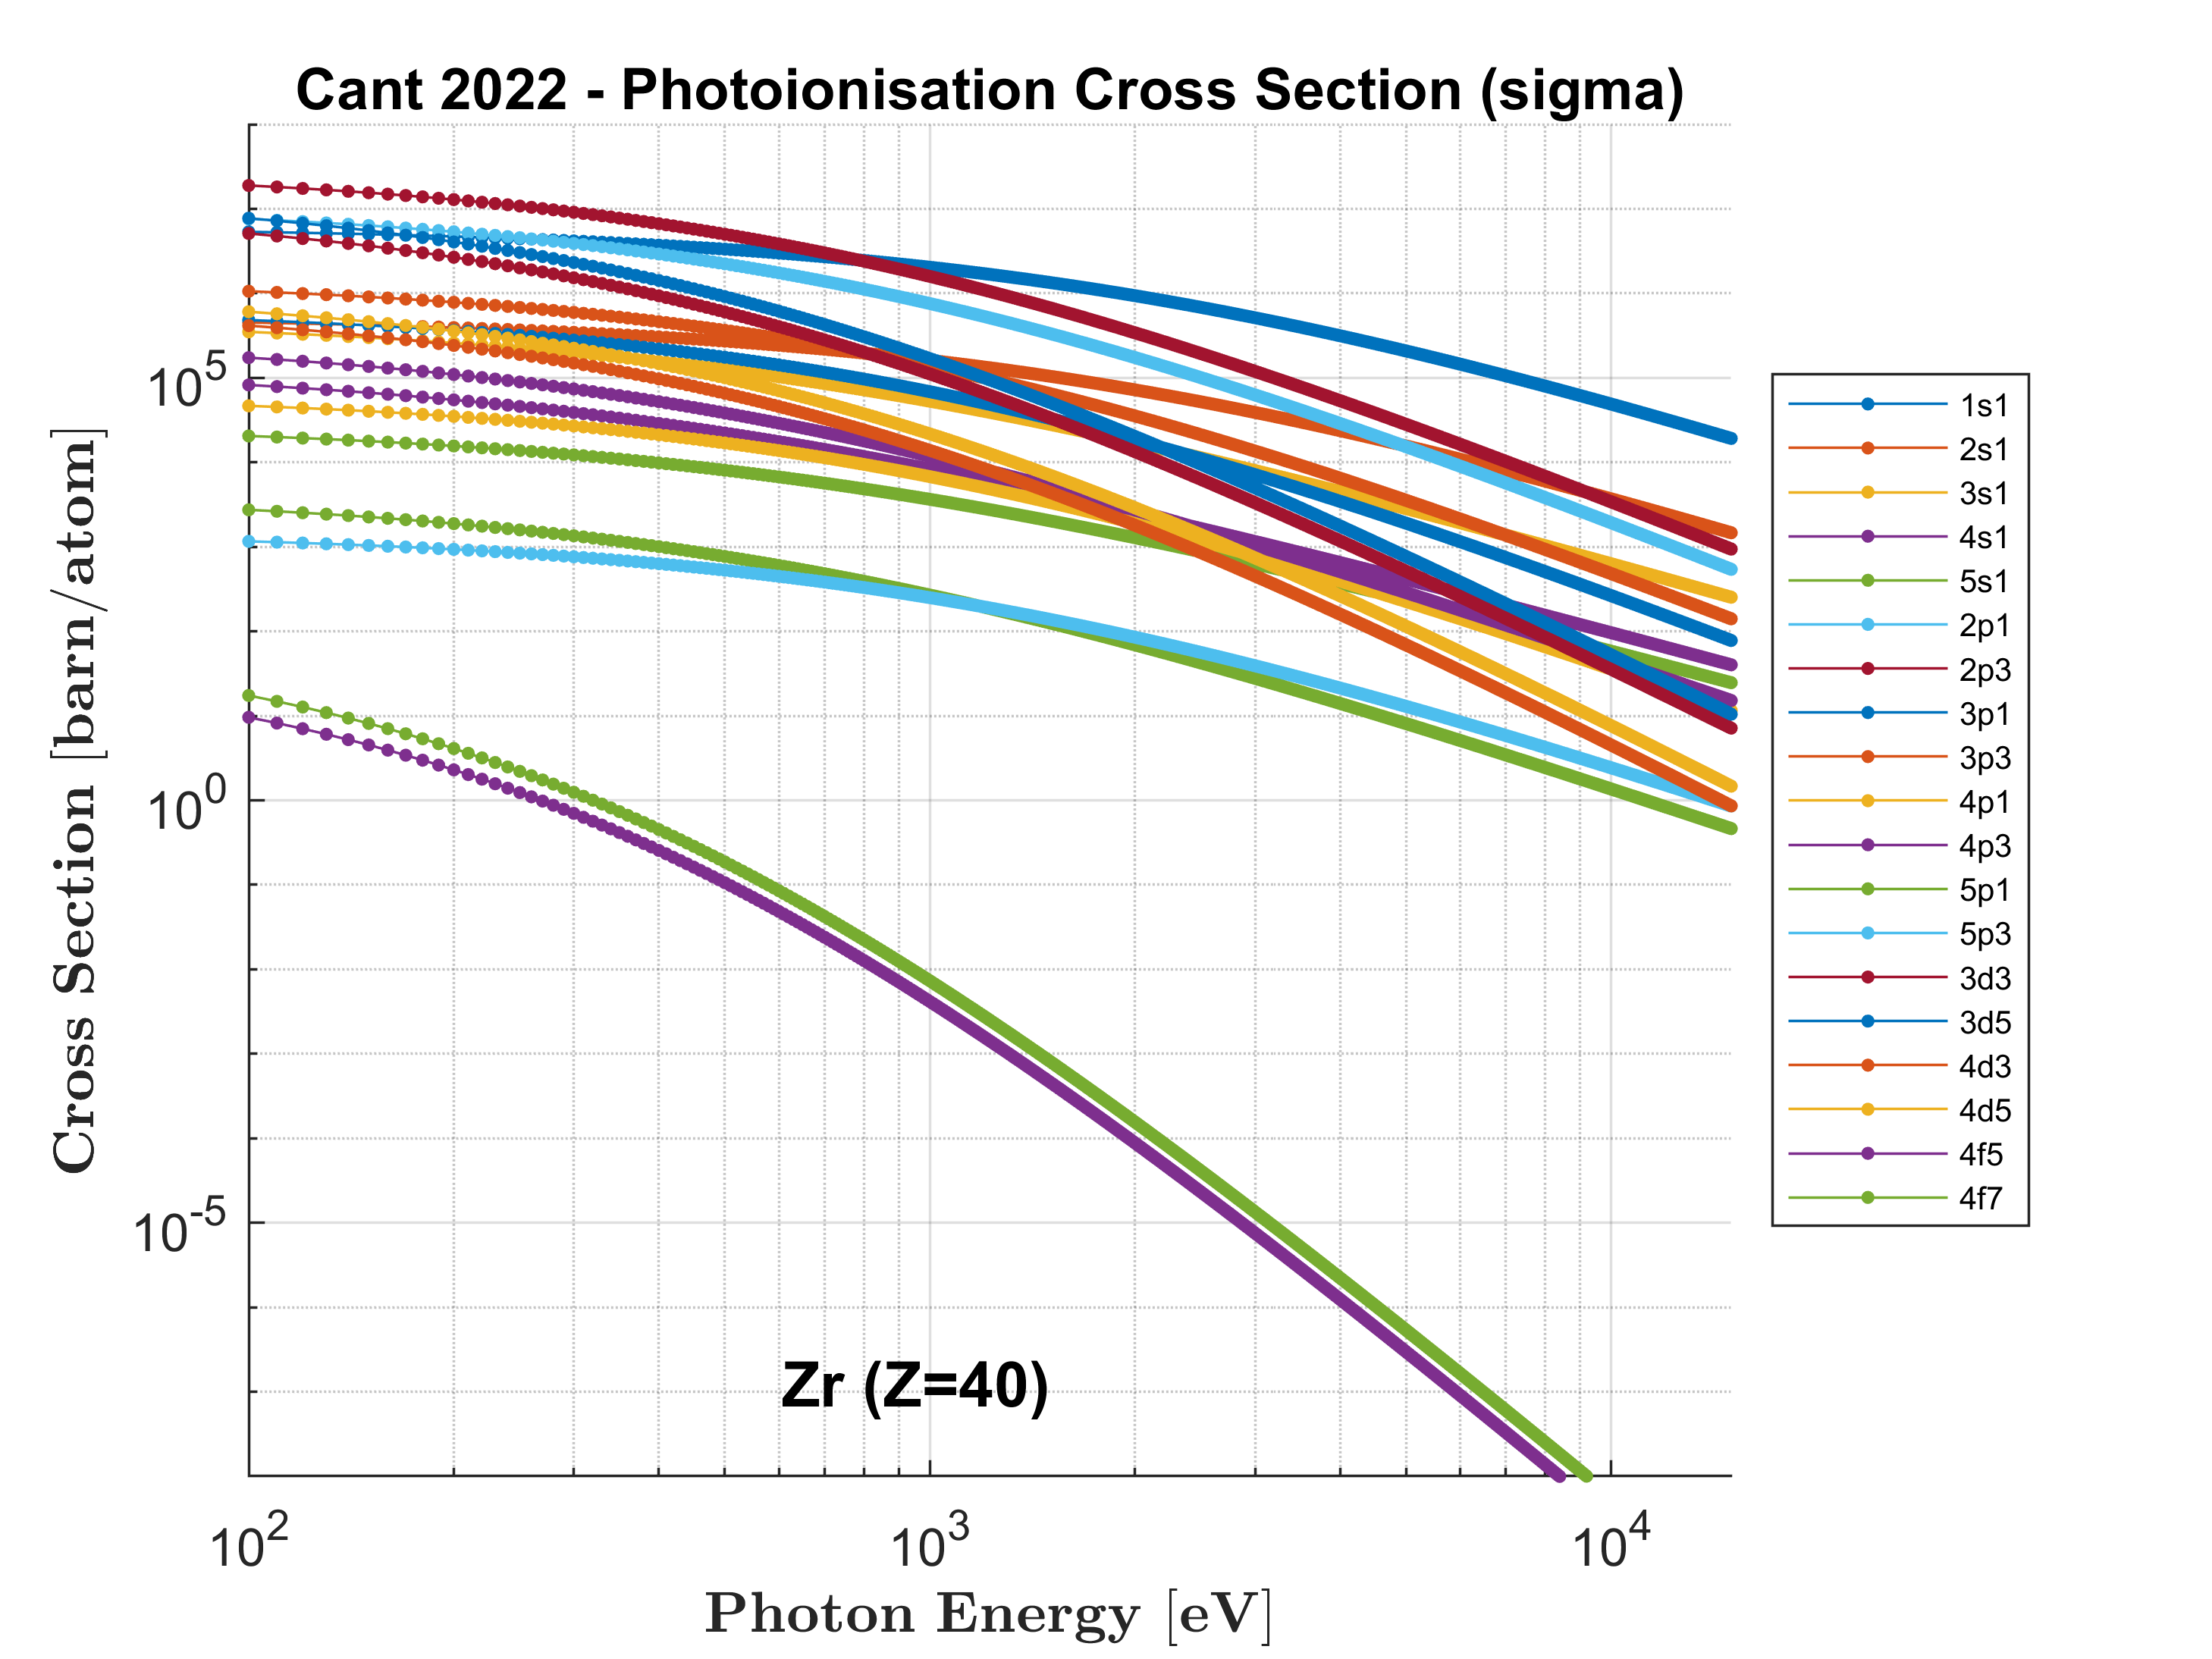 Cant 2022 - Photoionisation Cross Section (sigma)
Cross Section [barn/atom]
10^5
10^0
10^-5
1s1
2s1
3s1
4s1
5s1
2p1
2p3
3p1
3p3
4p1
4p3
5p1
5p3
3d3
3d5
4d3
4d5
4f5
4f7
Zr (Z=40)
10^2
10^3
10^4
Photon Energy [eV]